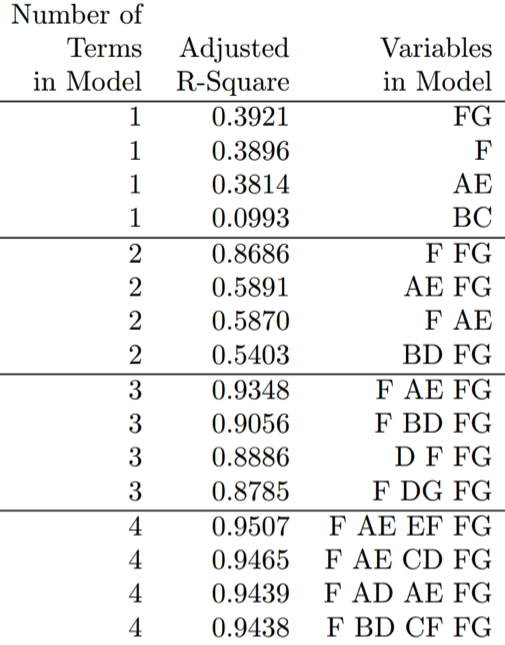 Number of
Terms Adjusted Variables
in Model R-Square in Model
1 0.3921 FG
1 0.3896 F
1 0.3814 AE
1 0.0993 BC
2 0.8686 F FG
2 0.5891 AE FG
2 0.5870 F AE
2 0.5403 BD FG
3 0.9348 F AE FG
3 0.9056 F BD FG
3 0.8886 D F FG
3 0.8785 F DG FG
4 0.9507 F AE EF FG
4 0.9465 F AE CD FG
4 0.9439 F AD AE FG
4 0.9438 F BD CF FG